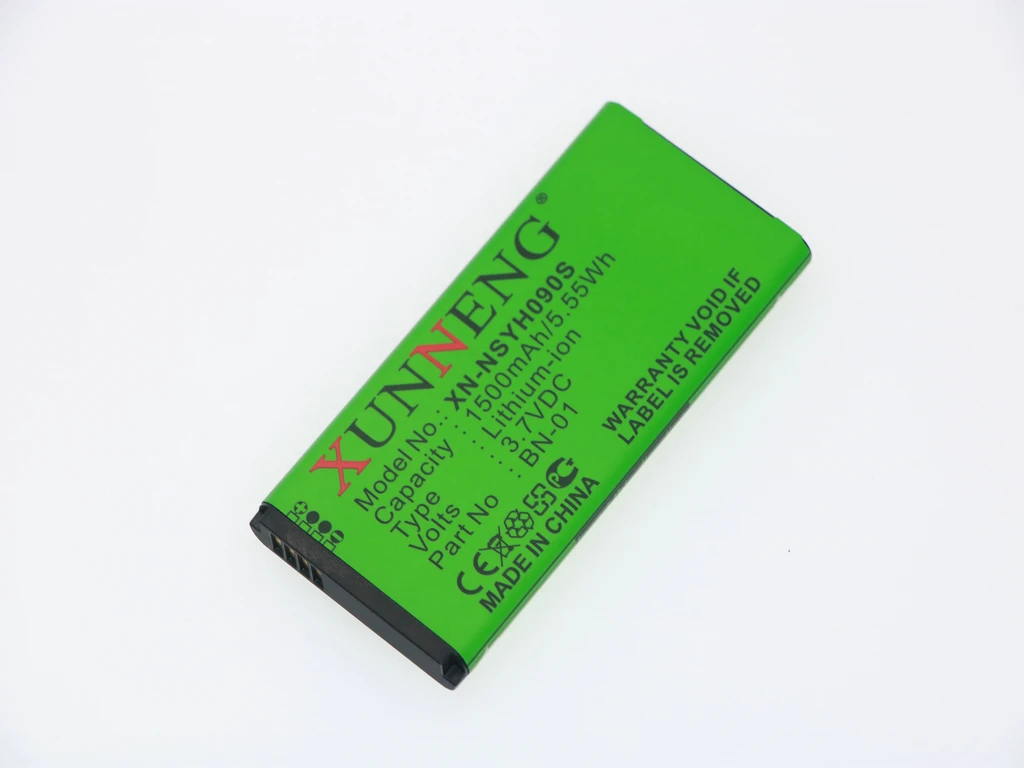 XUNNENG®
Model No.: XN-NSYH090S
Capacity : 1500mAh/5.55Wh
Type : Lithium-ion
Volts : 3.7VDC
Part No : BN-01
CE
MADE IN CHINA
WARRANTY VOID IF
LABEL IS REMOVED